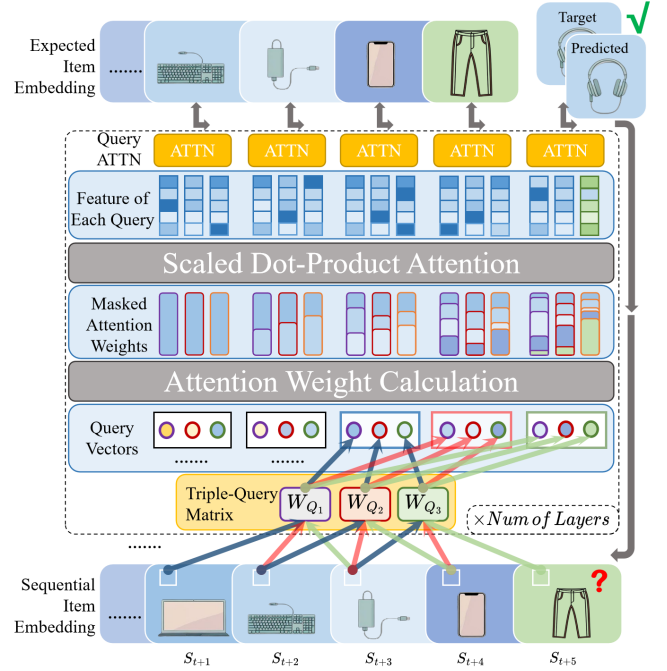 Expected
Item
Embedding
.......
Target
√
Predicted
Query
ATTN
ATTN ATTN ATTN ATTN ATTN
Feature of
Each Query
Scaled Dot-Product Attention
Masked
Attention
Weights
Attention Weight Calculation
Query
Vectors
....... .......
Triple-Query
Matrix
W_{Q_1} W_{Q_2} W_{Q_3}
×Num of Layers
.......
Sequential
Item
Embedding
.......
?
S_{t+1} S_{t+2} S_{t+3} S_{t+4} S_{t+5}